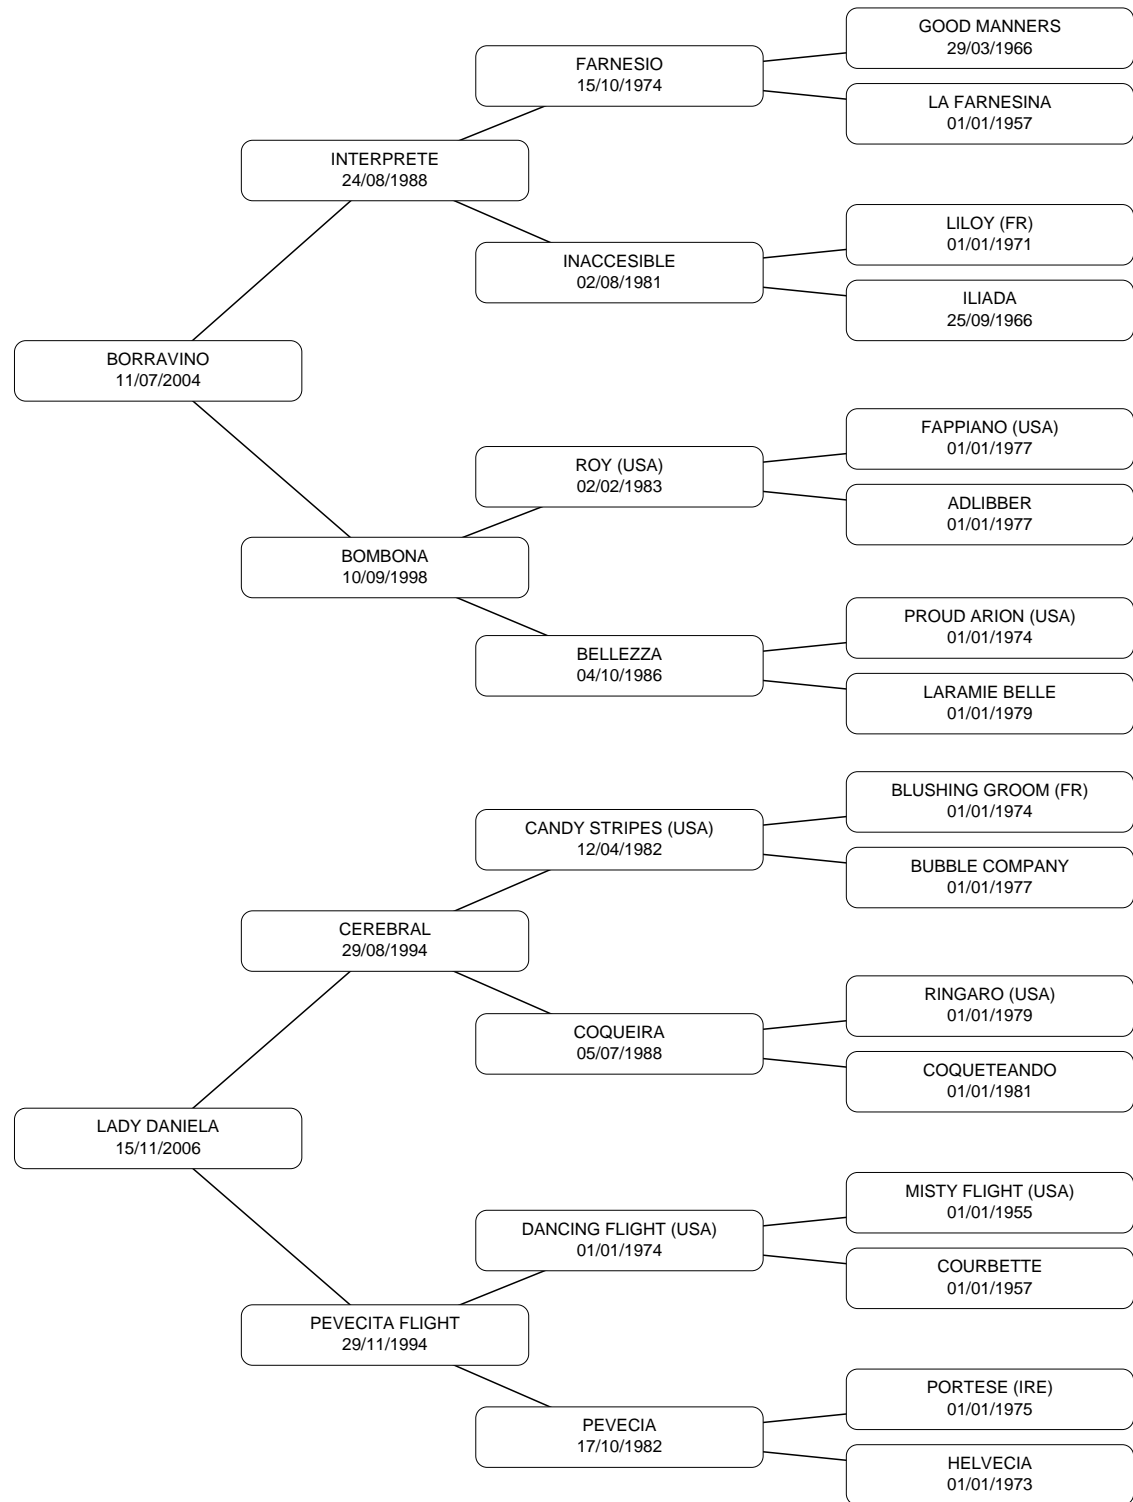 GOOD MANNERS
29/03/1966
FARNESIO
15/10/1974
LA FARNESINA
01/01/1957
INTERPRETE
24/08/1988
LILOY (FR)
01/01/1971
INACCESIBLE
02/08/1981
ILIADA
25/09/1966
BORRAVINO
11/07/2004
FAPPIANO (USA)
01/01/1977
ROY (USA)
02/02/1983
ADLIBBER
01/01/1977
BOMBONA
10/09/1998
PROUD ARION (USA)
01/01/1974
BELLEZZA
04/10/1986
LARAMIE BELLE
01/01/1979
BLUSHING GROOM (FR)
01/01/1974
CANDY STRIPES (USA)
12/04/1982
BUBBLE COMPANY
01/01/1977
CEREBRAL
29/08/1994
RINGARO (USA)
01/01/1979
COQUEIRA
05/07/1988
COQUETEANDO
01/01/1981
LADY DANIELA
15/11/2006
MISTY FLIGHT (USA)
01/01/1955
DANCING FLIGHT (USA)
01/01/1974
COURBETTE
01/01/1957
PEVECITA FLIGHT
29/11/1994
PORTESE (IRE)
01/01/1975
PEVECIA
17/10/1982
HELVECIA
01/01/1973